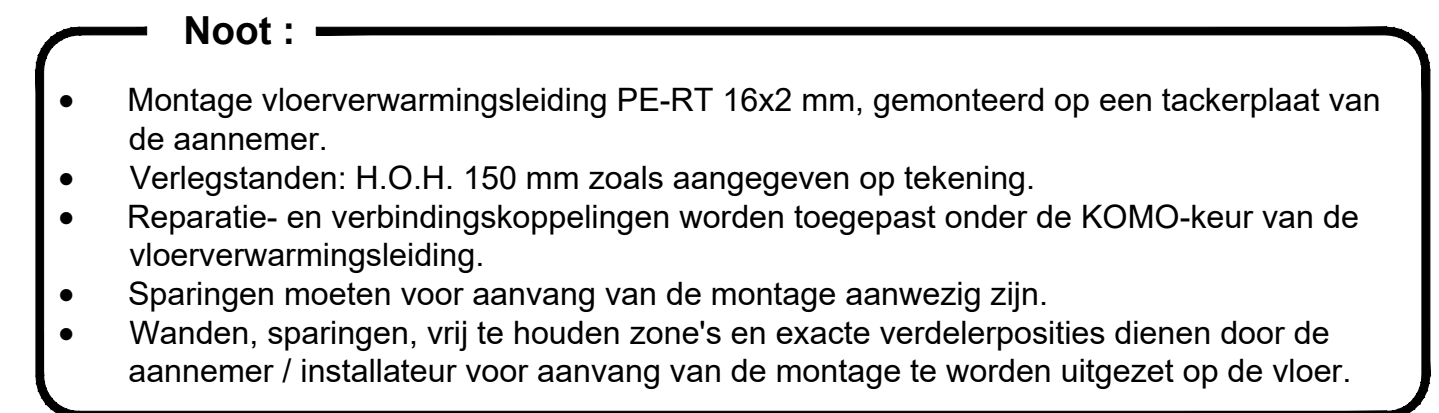 Noot :
• Montage vloerverwarmingsleiding PE-RT 16x2 mm, gemonteerd op een tackerplaat van
de aannemer.
• Verlegstanden: H.O.H. 150 mm zoals aangegeven op tekening.
• Reparatie- en verbindingskoppelingen worden toegepast onder de KOMO-keur van de
vloerverwarmingsleiding.
• Sparingen moeten voor aanvang van de montage aanwezig zijn.
• Wanden, sparingen, vrij te houden zone's en exacte verdelerposities dienen door de
aannemer / installateur voor aanvang van de montage te worden uitgezet op de vloer.